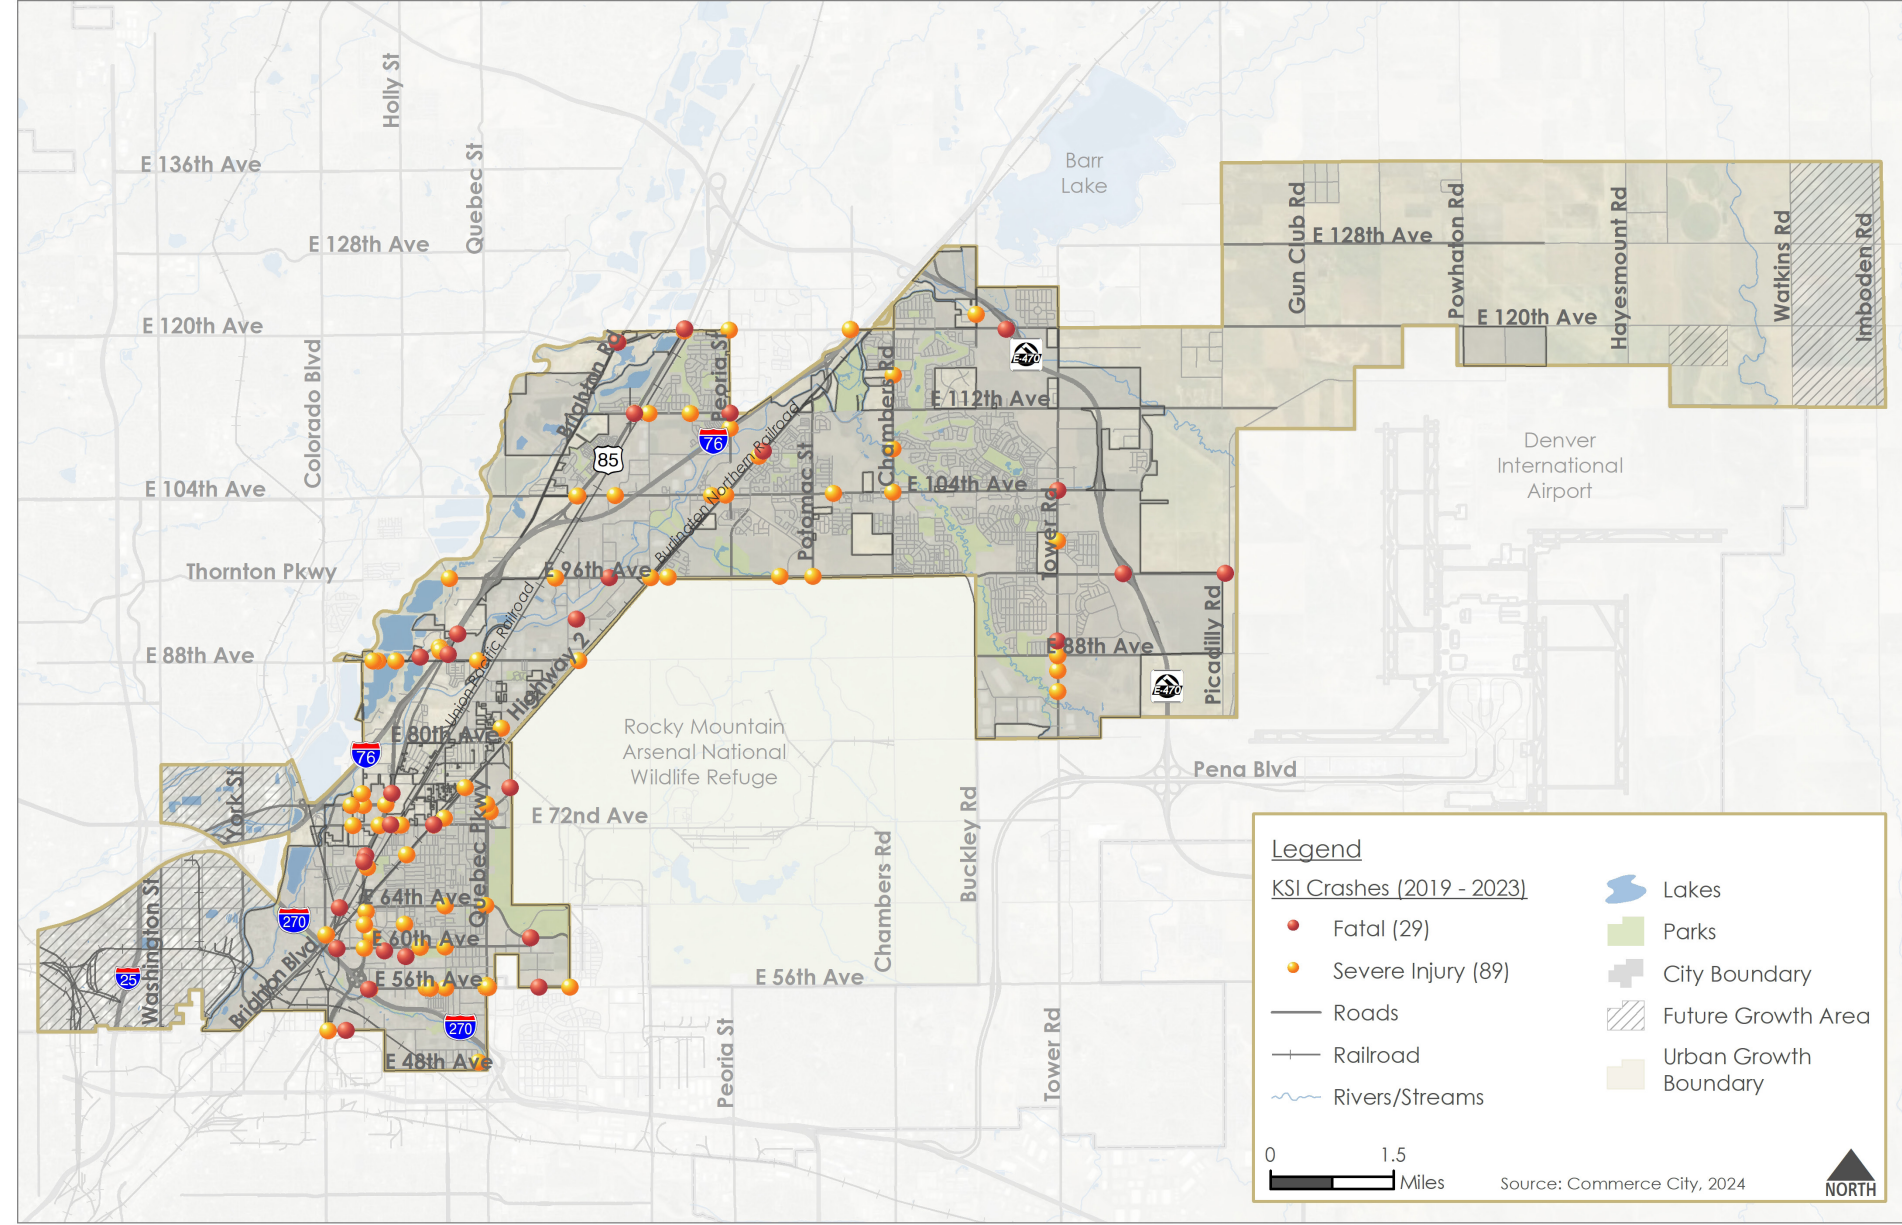 Holly St
Quebec St
E 136th Ave
E 128th Ave
E 120th Ave
Colorado Blvd
E 104th Ave
Thornton Pkwy
E 88th Ave
Barr
Lake
Gun Club Rd
E 128th Ave
Powhaton Rd
E 120th Ave
Hayesmount Rd
Watkins Rd
Imboden Rd
Brighton Rd
Peoria St
76
85
Burlington Northern Railroad
Potomac St
Chambers Rd
E 112th Ave
E-470
E 104th Ave
Tower Rd
E 96th Ave
Union Pacific Railroad
Highway 2
E 88th Ave
Picadilly Rd
E-470
Denver
International
Airport
Rocky Mountain
Arsenal National
Wildlife Refuge
E 80th Ave
76
York St
E 72nd Ave
Quebec Pkwy
Pena Blvd
Buckley Rd
Chambers Rd
E 64th Ave
270
E 60th Ave
Washington St
25
Brighton Blvd
E 56th Ave
E 56th Ave
270
E 48th Ave
Peoria St
Tower Rd
Legend
KSI Crashes (2019 - 2023)
Fatal (29)
Severe Injury (89)
Roads
Railroad
Rivers/Streams
Lakes
Parks
City Boundary
Future Growth Area
Urban Growth
Boundary
0 1.5
Miles
Source: Commerce City, 2024
NORTH